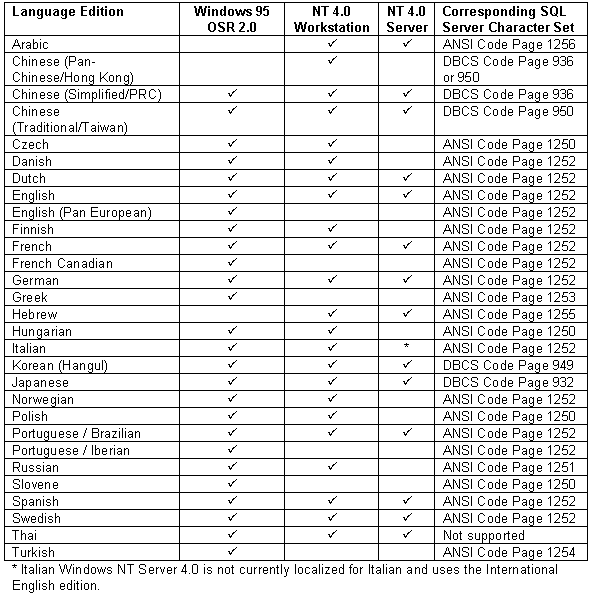 Language Edition Windows 95 OSR 2.0 NT 4.0 Workstation NT 4.0 Server Corresponding SQL Server Character Set
Arabic ✓ ✓ ANSI Code Page 1256
Chinese (Pan-Chinese/Hong Kong) ✓ DBCS Code Page 936 or 950
Chinese (Simplified/PRC) ✓ ✓ ✓ DBCS Code Page 936
Chinese (Traditional/Taiwan) ✓ ✓ ✓ DBCS Code Page 950
Czech ✓ ✓ ANSI Code Page 1250
Danish ✓ ✓ ANSI Code Page 1252
Dutch ✓ ✓ ✓ ANSI Code Page 1252
English ✓ ✓ ✓ ANSI Code Page 1252
English (Pan European) ✓ ANSI Code Page 1252
Finnish ✓ ✓ ANSI Code Page 1252
French ✓ ✓ ✓ ANSI Code Page 1252
French Canadian ✓ ANSI Code Page 1252
German ✓ ✓ ✓ ANSI Code Page 1252
Greek ✓ ANSI Code Page 1253
Hebrew ✓ ✓ ANSI Code Page 1255
Hungarian ✓ ✓ ANSI Code Page 1250
Italian ✓ ✓ * ANSI Code Page 1252
Korean (Hangul) ✓ ✓ ✓ DBCS Code Page 949
Japanese ✓ ✓ ✓ DBCS Code Page 932
Norwegian ✓ ✓ ANSI Code Page 1252
Polish ✓ ✓ ANSI Code Page 1250
Portuguese / Brazilian ✓ ✓ ✓ ANSI Code Page 1252
Portuguese / Iberian ✓ ANSI Code Page 1252
Russian ✓ ✓ ANSI Code Page 1251
Slovene ✓ ANSI Code Page 1250
Spanish ✓ ✓ ✓ ANSI Code Page 1252
Swedish ✓ ✓ ✓ ANSI Code Page 1252
Thai ✓ ✓ ✓ Not supported
Turkish ✓ ANSI Code Page 1254
* Italian Windows NT Server 4.0 is not currently localized for Italian and uses the International
English edition.